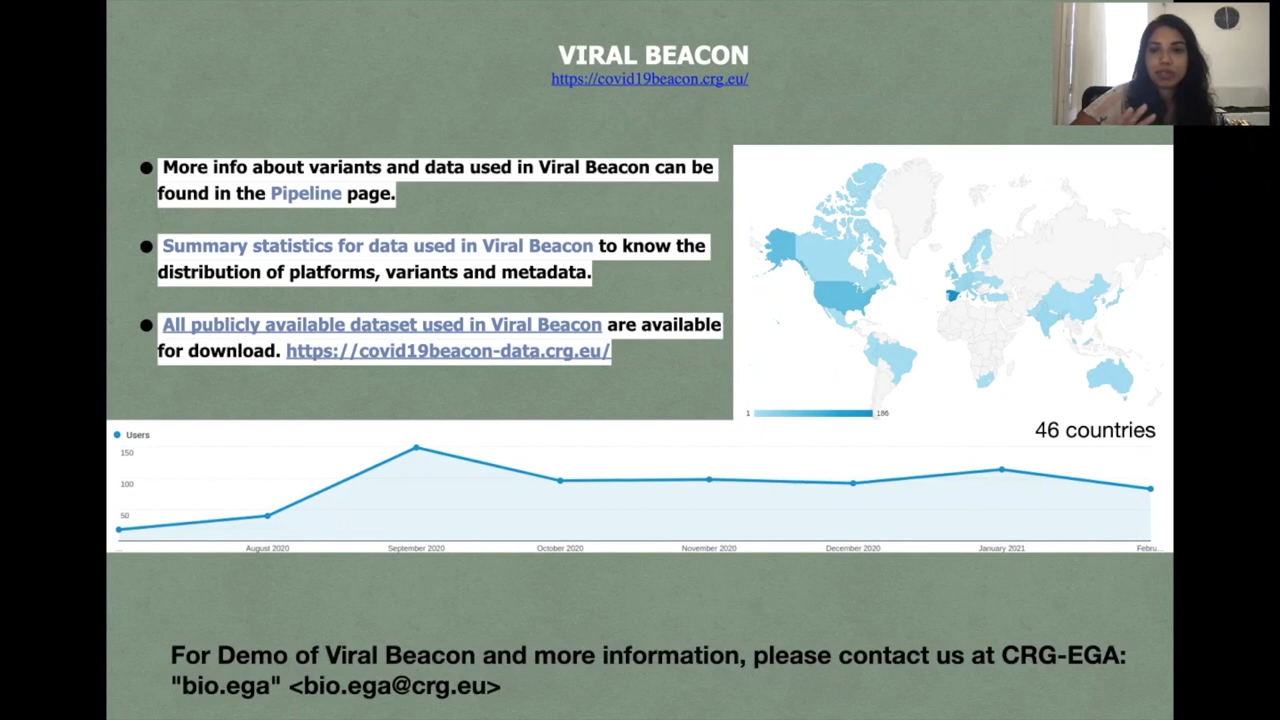 VIRAL BEACON
https://covid19beacon.crg.eu/
● More info about variants and data used in Viral Beacon can be
found in the Pipeline page.
● Summary statistics for data used in Viral Beacon to know the
distribution of platforms, variants and metadata.
● All publicly available dataset used in Viral Beacon are available
for download. https://covid19beacon-data.crg.eu/
1 186
46 countries
Users
150
100
50
... August 2020 September 2020 October 2020 November 2020 December 2020 January 2021 Febru...
For Demo of Viral Beacon and more information, please contact us at CRG-EGA:
"bio.ega" <bio.ega@crg.eu>